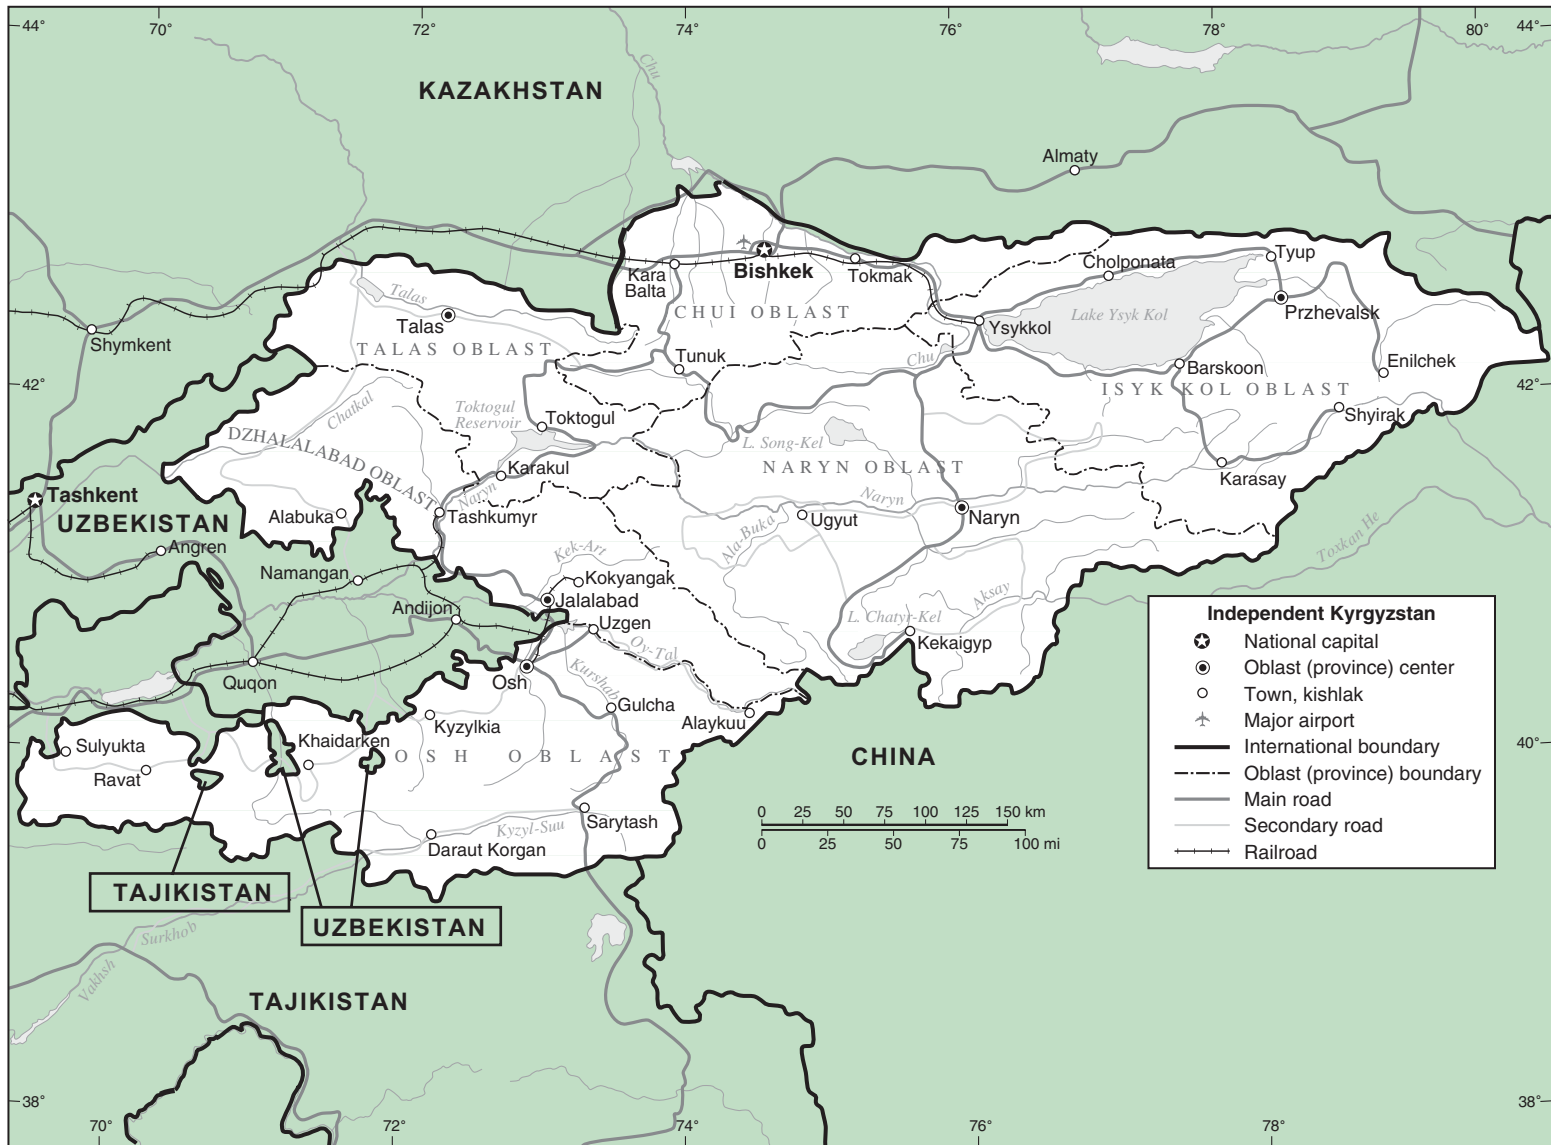 44°
70°
72°
74°
76°
78°
80°
44°
KAZAKHSTAN
Chu
Almaty
Bishkek
Kara
Balta
Tokmak
Cholponata
Tyup
Talas
Talas
CHUI OBLAST
Ysykkol
Lake Ysyk Kol
Przhevalsk
Shymkent
TALAS OBLAST
Tunuk
Chu
Barskoon
Enilchek
42°
ISYK KOL OBLAST
42°
Chatkal
Toktogul
Reservoir
Toktogul
Shyirak
DZHALALABAD OBLAST
L. Song-Kel
NARYN OBLAST
Karakul
Karasay
Tashkent
Naryn
Naryn
UZBEKISTAN
Alabuka
Tashkumyr
Ala-Buka
Ugyut
Naryn
Toxkan He
Angren
Kek-Art
Namangan
Kokyangak
Andijon
Jalalabad
Aksay
Uzgen
L. Chatyr-Kel
Kekaigyp
Oy-Tal
Quqon
Osh
Kurshab
Gulcha
Alaykuu
Kyzylkia
Sulyukta
Khaidarken
Ravat
OSH OBLAST
CHINA
40°
40°
Sarytash
Kyzyl-Suu
Daraut Korgan
0 25 50 75 100 125 150 km
0 25 50 75 100 mi
Independent Kyrgyzstan
National capital
Oblast (province) center
Town, kishlak
Major airport
International boundary
Oblast (province) boundary
Main road
Secondary road
Railroad
TAJIKISTAN
UZBEKISTAN
Surkhob
Vakhsh
TAJIKISTAN
38°
38°
70°
72°
74°
76°
78°